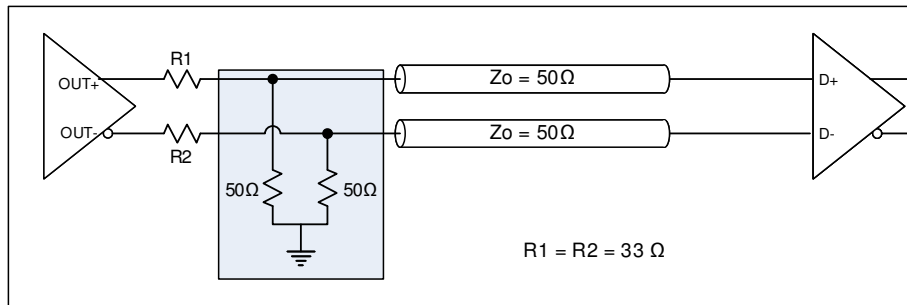 R1
OUT+
Zo = 50Ω
D+
OUT-
Zo = 50Ω
D-
R2
50Ω
50Ω
R1 = R2 = 33 Ω